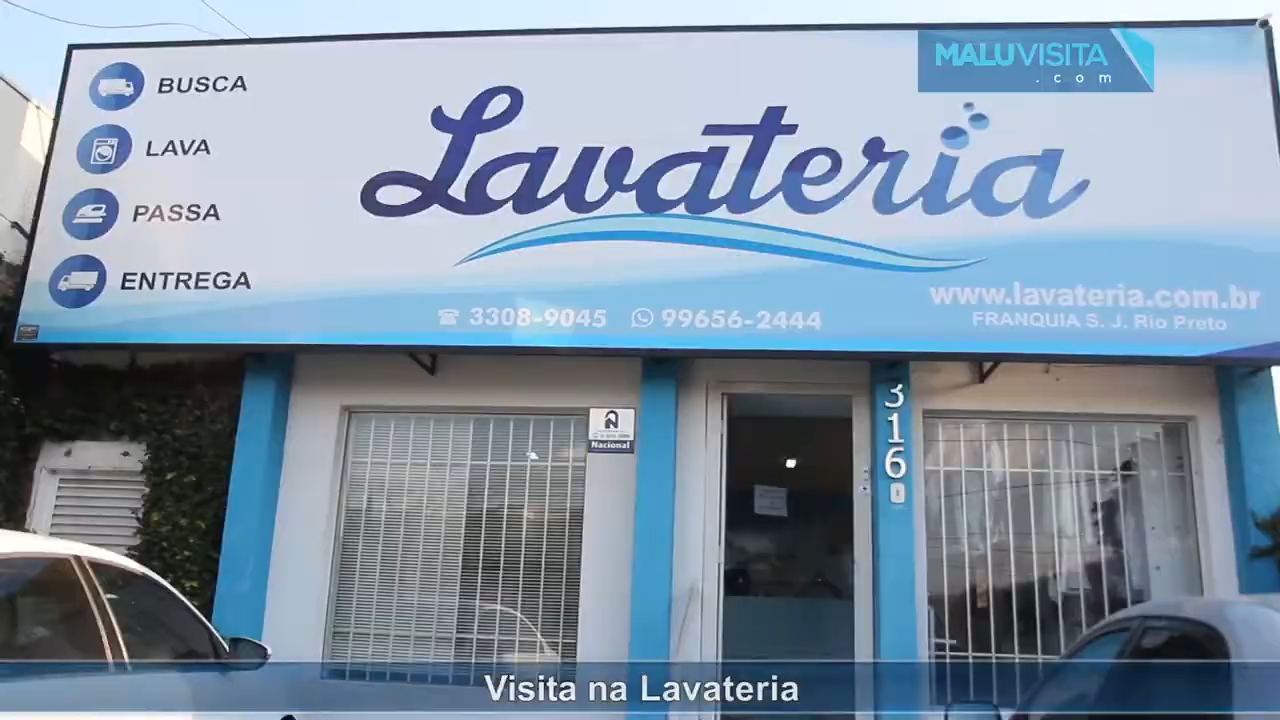 MALUVISITA
.com
BUSCA
LAVA
PASSA
ENTREGA
Lavateria
www.lavateria.com.br
FRANQUIA S. J. Rio Preto
3308-9045 99656-2444
316
Nacional
Visita na Lavateria